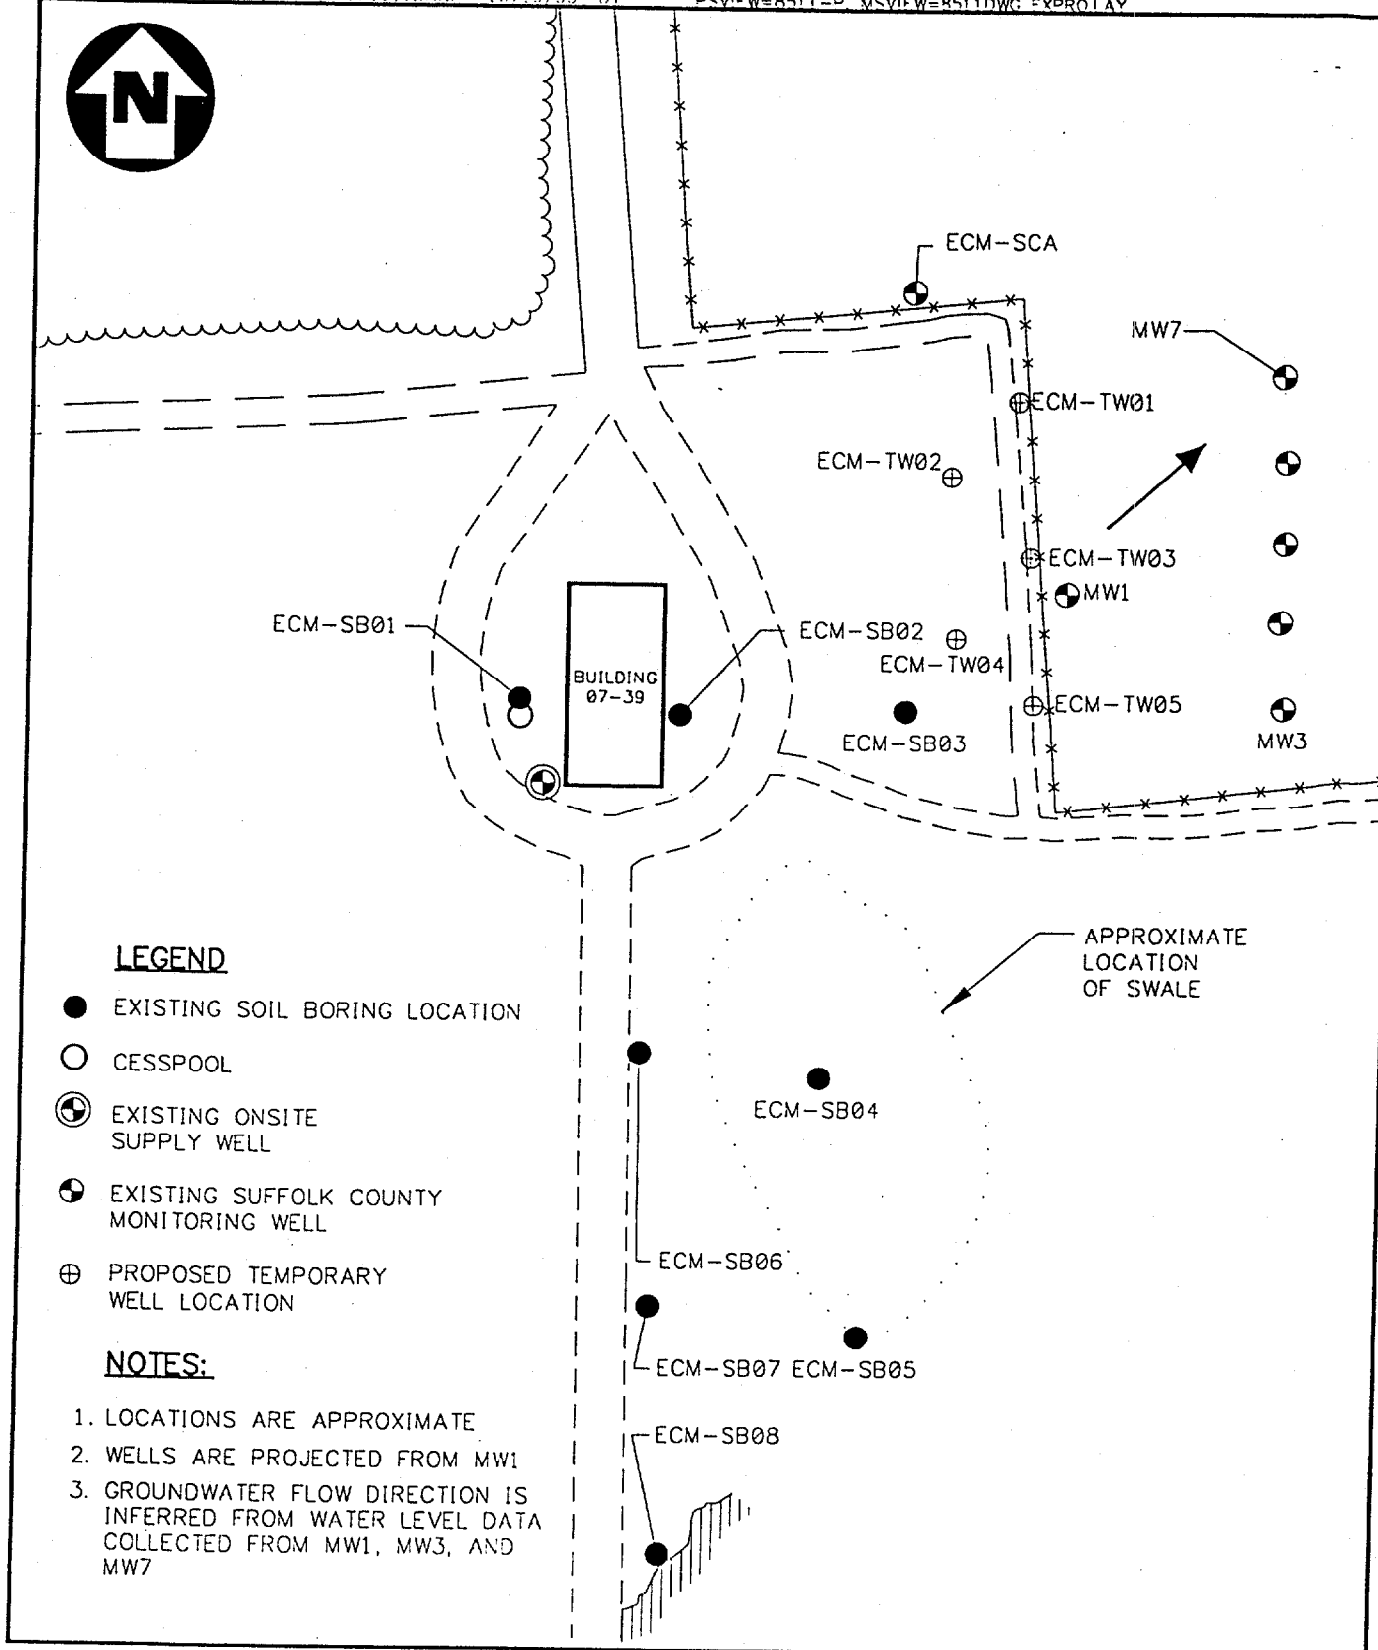 N
ECM-SCA
MW7
ECM-TW01
ECM-TW02
ECM-TW03
MW1
ECM-SB01
ECM-SB02
ECM-TW04
BUILDING
07-39
ECM-TW05
ECM-SB03
MW3
APPROXIMATE
LOCATION
OF SWALE
LEGEND
EXISTING SOIL BORING LOCATION
CESSPOOL
EXISTING ONSITE
SUPPLY WELL
EXISTING SUFFOLK COUNTY
MONITORING WELL
PROPOSED TEMPORARY
WELL LOCATION
ECM-SB04
ECM-SB06
ECM-SB07 ECM-SB05
ECM-SB08
NOTES:
1. LOCATIONS ARE APPROXIMATE
2. WELLS ARE PROJECTED FROM MW1
3. GROUNDWATER FLOW DIRECTION IS
INFERRED FROM WATER LEVEL DATA
COLLECTED FROM MW1, MW3, AND
MW7